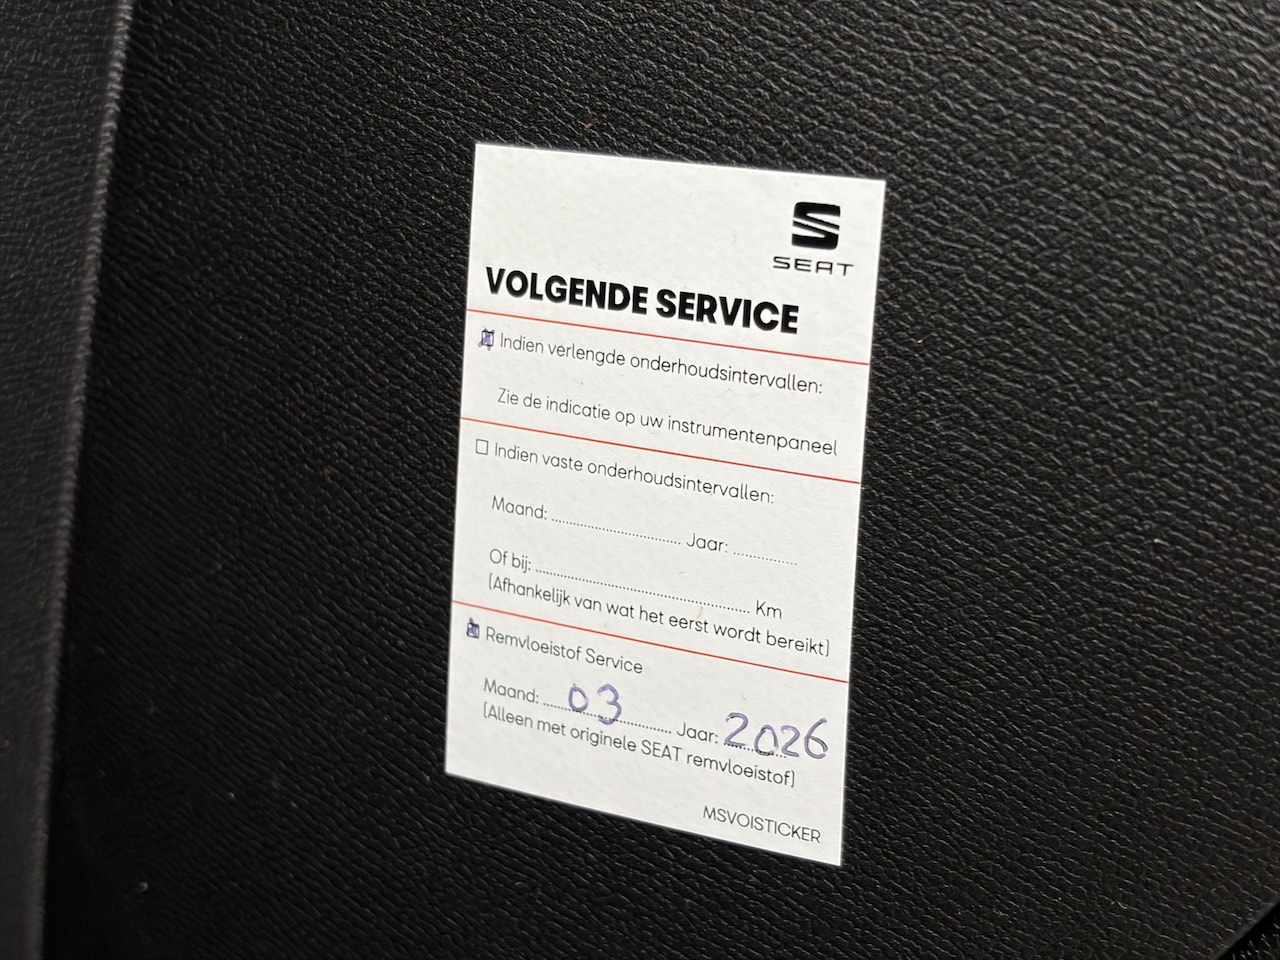 SEAT
VOLGENDE SERVICE
Indien verlengde onderhoudsintervallen:
Zie de indicatie op uw instrumentenpaneel
Indien vaste onderhoudsintervallen:
Maand: .................... Jaar: ..........
Of bij: .................................. Km
(Afhankelijk van wat het eerst wordt bereikt)
Remvloeistof Service
Maand: 03 Jaar: 2026
(Alleen met originele SEAT remvloeistof)
MSVOISTICKER